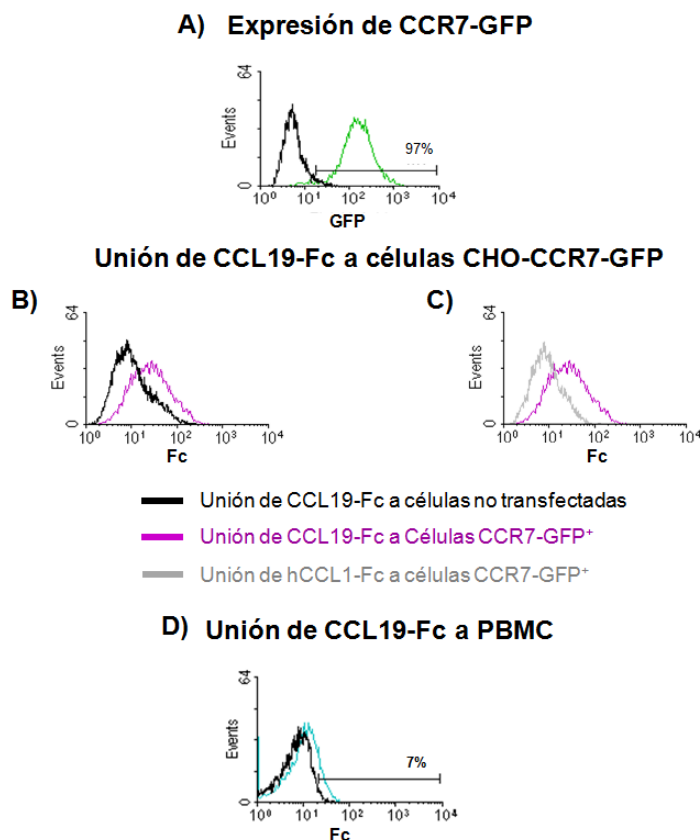 A) Expresión de CCR7-GFP
64
Events
97%
0
10⁰ 10¹ 10² 10³ 10⁴
GFP
Unión de CCL19-Fc a células CHO-CCR7-GFP
B)
64
Events
0
10⁰ 10¹ 10² 10³ 10⁴
Fc
C)
64
Events
0
10⁰ 10¹ 10² 10³ 10⁴
Fc
Unión de CCL19-Fc a células no transfectadas
Unión de CCL19-Fc a Células CCR7-GFP⁺
Unión de hCCL1-Fc a células CCR7-GFP⁺
D) Unión de CCL19-Fc a PBMC
64
Events
7%
0
10⁰ 10¹ 10² 10³ 10⁴
Fc